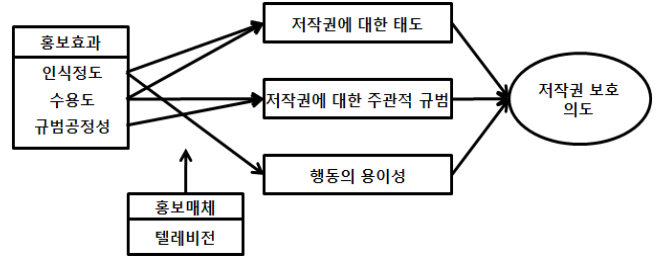 홍보효과
인식정도
수용도
규범공정성
저작권에 대한 태도
저작권에 대한 주관적 규범
행동의 용이성
저작권 보호
의도
홍보매체
텔레비전